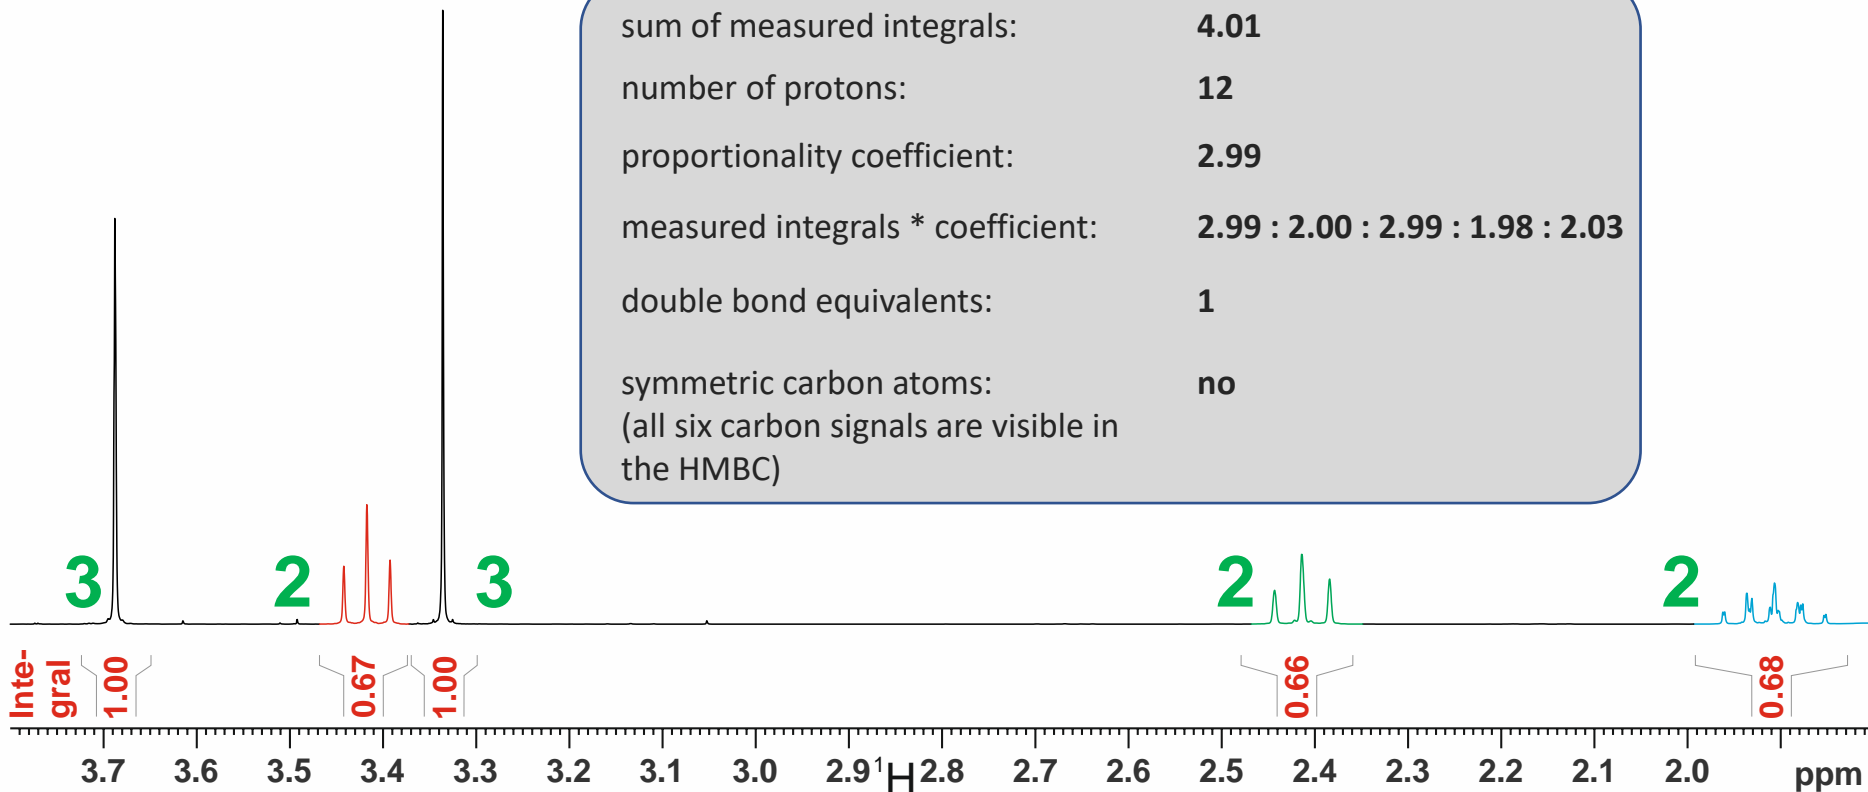 sum of measured integrals: 4.01
number of protons: 12
proportionality coefficient: 2.99
measured integrals * coefficient: 2.99 : 2.00 : 2.99 : 1.98 : 2.03
double bond equivalents: 1
symmetric carbon atoms: no
(all six carbon signals are visible in
the HMBC)
3 2 3 2 2
Inte-
gral
1.00 0.67 1.00 0.66 0.68
3.7 3.6 3.5 3.4 3.3 3.2 3.1 3.0 2.9 ¹H 2.8 2.7 2.6 2.5 2.4 2.3 2.2 2.1 2.0 ppm